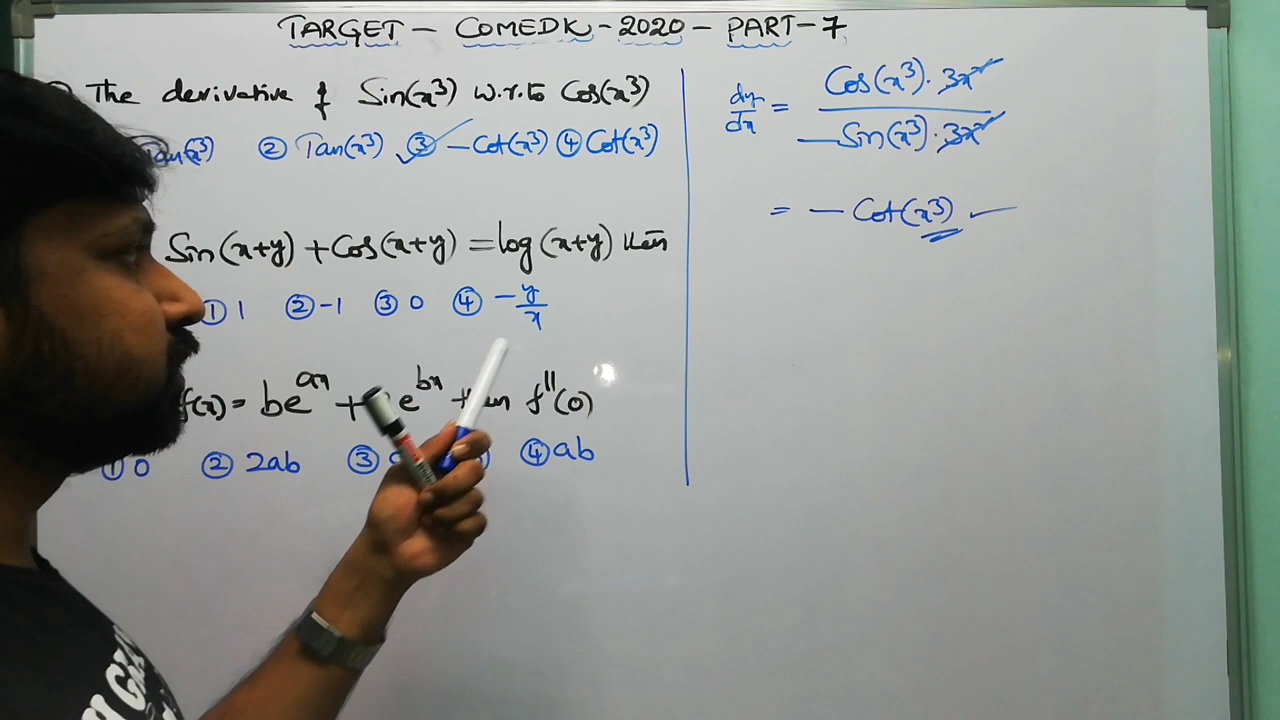 TARGET - COMEDK - 2020 - PART - 7
The derivative of Sin(x³) w.r.to Cos(x³)
Tan(x³) ② Tan(x³) ③ -Cot(x³) ④ Cot(x³)
Sin(x+y) + Cos(x+y) = log(x+y) then
① 1 ② -1 ③ 0 ④ -y/x
f(x) = be^ax + e^bx then f''(0)
① 0 ② 2ab ③ ④ ab
dy/dx = Cos(x³)·3x² / -Sin(x³)·3x²
= - Cot(x³)